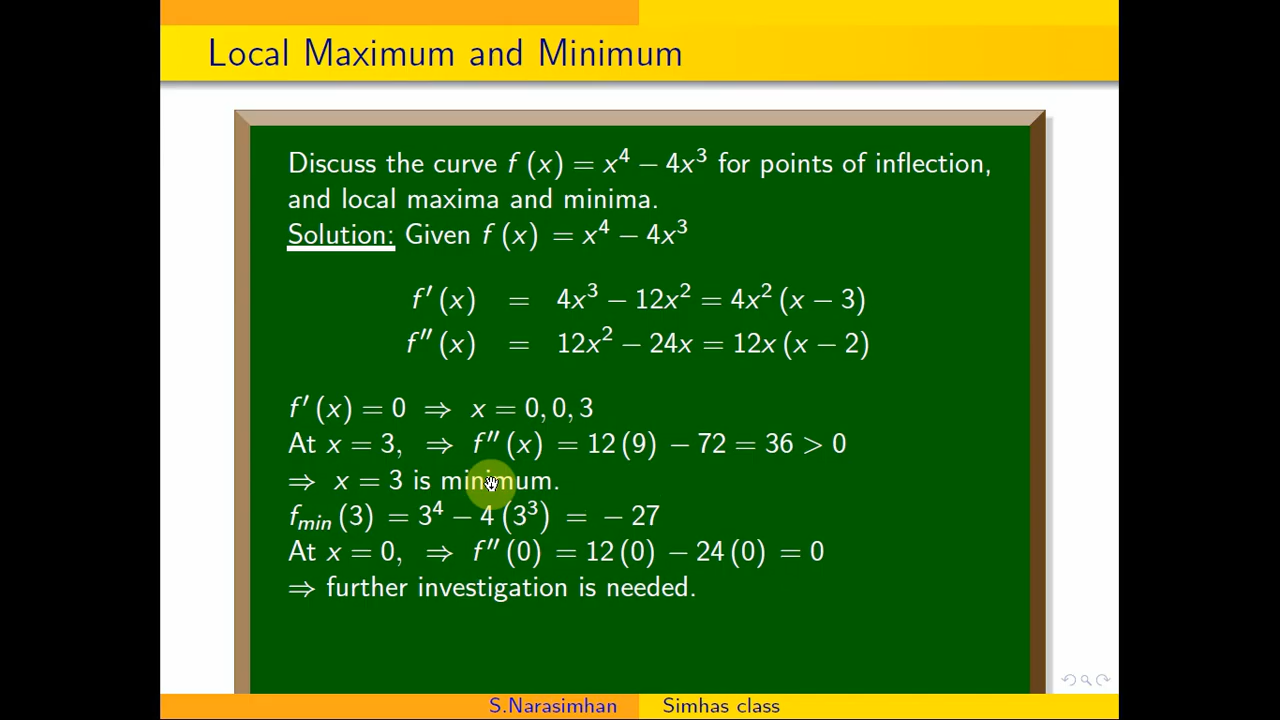 Local Maximum and Minimum
Discuss the curve f (x) = x⁴ − 4x³ for points of inflection,
and local maxima and minima.
Solution: Given f (x) = x⁴ − 4x³
f′ (x) = 4x³ − 12x² = 4x² (x − 3)
f″ (x) = 12x² − 24x = 12x (x − 2)
f′ (x) = 0 ⇒ x = 0, 0, 3
At x = 3, ⇒ f″ (x) = 12 (9) − 72 = 36 > 0
⇒ x = 3 is minimum.
fₘᵢₙ (3) = 3⁴ − 4 (3³) = − 27
At x = 0, ⇒ f″ (0) = 12 (0) − 24 (0) = 0
⇒ further investigation is needed.
S.Narasimhan Simhas class